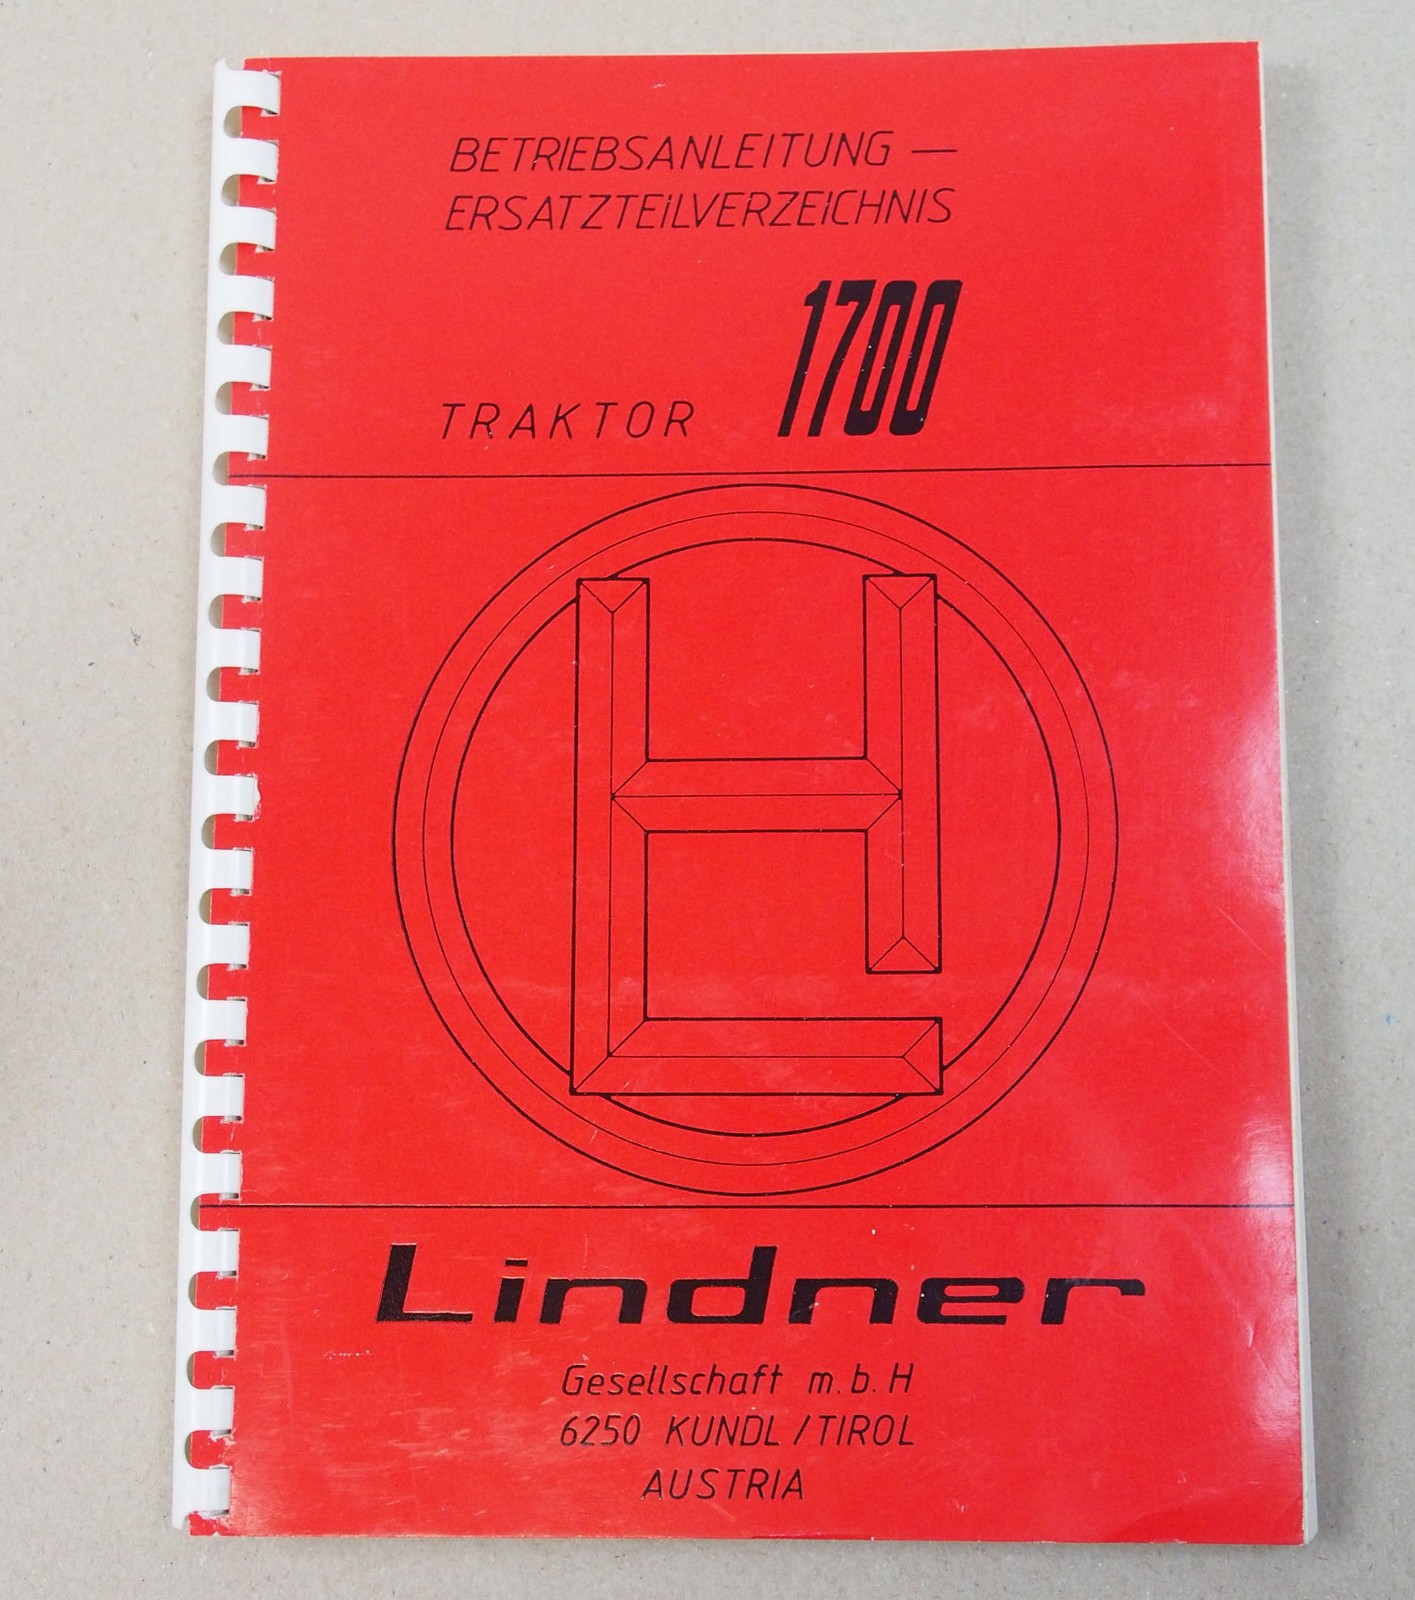 BETRIEBSANLEITUNG —
ERSATZTEILVERZEICHNIS
TRAKTOR 1700
Lindner
Gesellschaft m. b. H
6250 KUNDL / TIROL
AUSTRIA